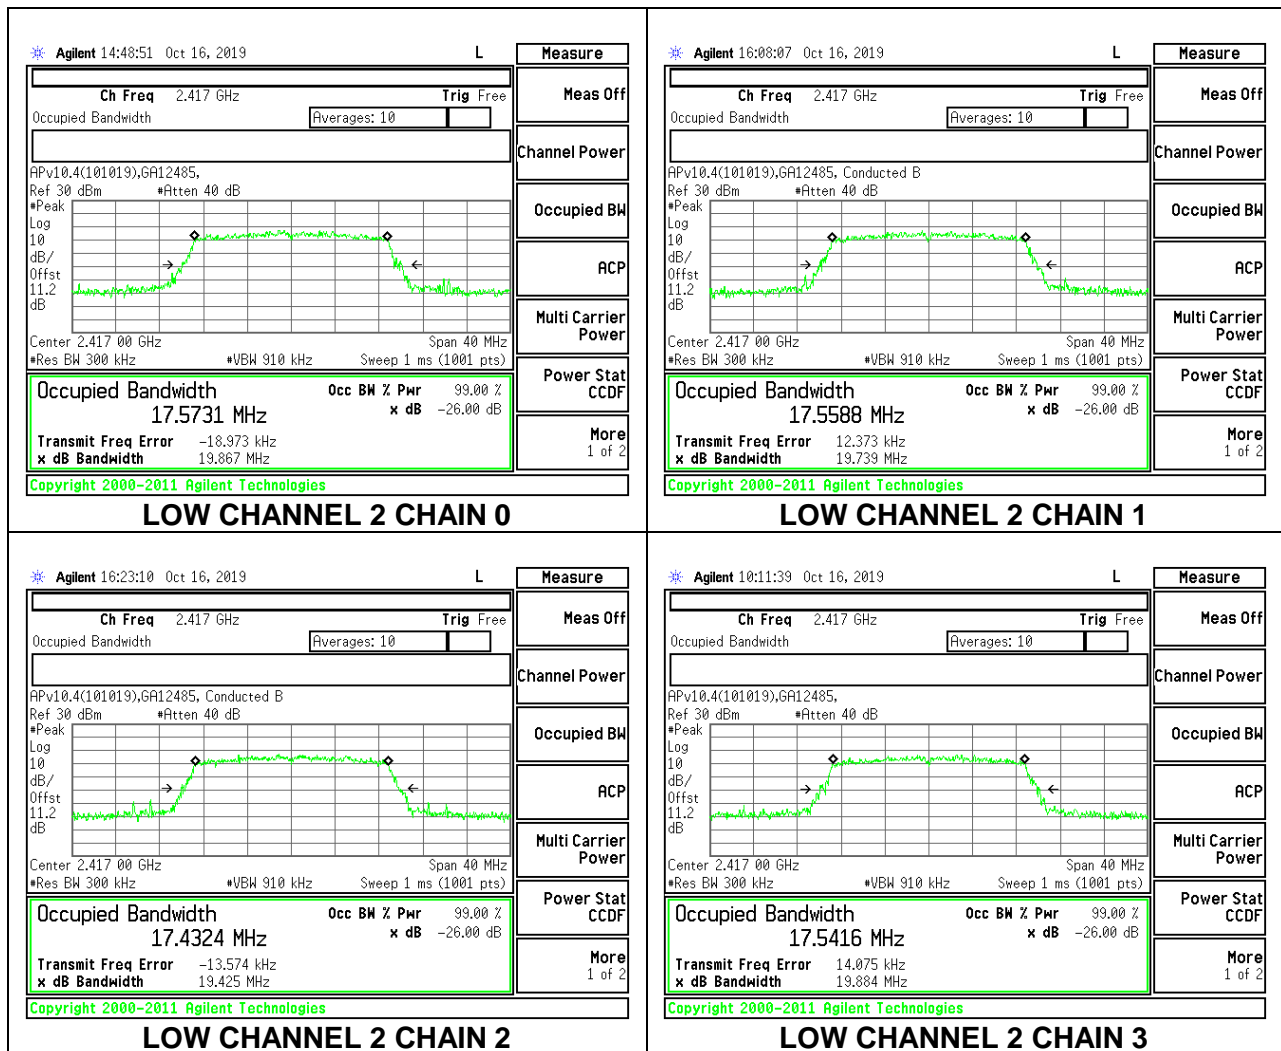 Agilent 14:48:51 Oct 16, 2019 L
Measure
Ch Freq 2.417 GHz Trig Free
Occupied Bandwidth Averages: 10
APv10.4(101019),GA12485,
Ref 30 dBm #Atten 40 dB
#Peak
Log
10
dB/
Offst
11.2
dB
Center 2.417 00 GHz Span 40 MHz
#Res BW 300 kHz #VBW 910 kHz Sweep 1 ms (1001 pts)
Occupied Bandwidth Occ BW % Pwr 99.00 %
17.5731 MHz x dB -26.00 dB
Transmit Freq Error -18.973 kHz
x dB Bandwidth 19.867 MHz
Copyright 2000-2011 Agilent Technologies
Meas Off
Channel Power
Occupied BW
ACP
Multi Carrier
Power
Power Stat
CCDF
More
1 of 2
LOW CHANNEL 2 CHAIN 0
Agilent 16:08:07 Oct 16, 2019 L
Measure
Ch Freq 2.417 GHz Trig Free
Occupied Bandwidth Averages: 10
APv10.4(101019),GA12485, Conducted B
Ref 30 dBm #Atten 40 dB
#Peak
Log
10
dB/
Offst
11.2
dB
Center 2.417 00 GHz Span 40 MHz
#Res BW 300 kHz #VBW 910 kHz Sweep 1 ms (1001 pts)
Occupied Bandwidth Occ BW % Pwr 99.00 %
17.5588 MHz x dB -26.00 dB
Transmit Freq Error 12.373 kHz
x dB Bandwidth 19.739 MHz
Copyright 2000-2011 Agilent Technologies
Meas Off
Channel Power
Occupied BW
ACP
Multi Carrier
Power
Power Stat
CCDF
More
1 of 2
LOW CHANNEL 2 CHAIN 1
Agilent 16:23:10 Oct 16, 2019 L
Measure
Ch Freq 2.417 GHz Trig Free
Occupied Bandwidth Averages: 10
APv10.4(101019),GA12485, Conducted B
Ref 30 dBm #Atten 40 dB
#Peak
Log
10
dB/
Offst
11.2
dB
Center 2.417 00 GHz Span 40 MHz
#Res BW 300 kHz #VBW 910 kHz Sweep 1 ms (1001 pts)
Occupied Bandwidth Occ BW % Pwr 99.00 %
17.4324 MHz x dB -26.00 dB
Transmit Freq Error -13.574 kHz
x dB Bandwidth 19.425 MHz
Copyright 2000-2011 Agilent Technologies
Meas Off
Channel Power
Occupied BW
ACP
Multi Carrier
Power
Power Stat
CCDF
More
1 of 2
LOW CHANNEL 2 CHAIN 2
Agilent 10:11:39 Oct 16, 2019 L
Measure
Ch Freq 2.417 GHz Trig Free
Occupied Bandwidth Averages: 10
APv10.4(101019),GA12485,
Ref 30 dBm #Atten 40 dB
#Peak
Log
10
dB/
Offst
11.2
dB
Center 2.417 00 GHz Span 40 MHz
#Res BW 300 kHz #VBW 910 kHz Sweep 1 ms (1001 pts)
Occupied Bandwidth Occ BW % Pwr 99.00 %
17.5416 MHz x dB -26.00 dB
Transmit Freq Error 14.075 kHz
x dB Bandwidth 19.884 MHz
Copyright 2000-2011 Agilent Technologies
Meas Off
Channel Power
Occupied BW
ACP
Multi Carrier
Power
Power Stat
CCDF
More
1 of 2
LOW CHANNEL 2 CHAIN 3